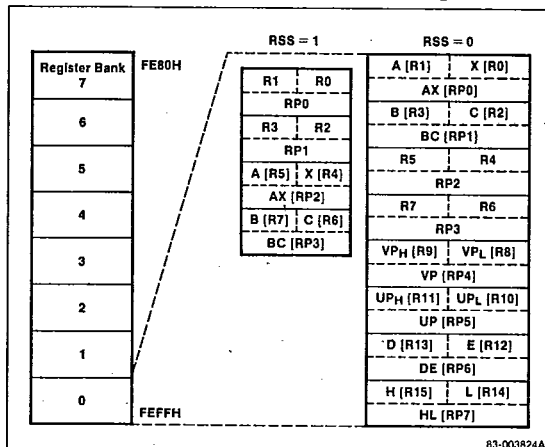 RSS = 1
RSS = 0
Register Bank
7
FE80H
6
5
4
3
2
1
0
FEFFH
R1 R0
RP0
R3 R2
RP1
A [R5] X [R4]
AX [RP2]
B [R7] C [R6]
BC [RP3]
A [R1] X [R0]
AX [RP0]
B [R3] C [R2]
BC [RP1]
R5 R4
RP2
R7 R6
RP3
VPH [R9] VPL [R8]
VP [RP4]
UPH [R11] UPL [R10]
UP [RP5]
D [R13] E [R12]
DE [RP6]
H [R15] L [R14]
HL [RP7]
83-003824A